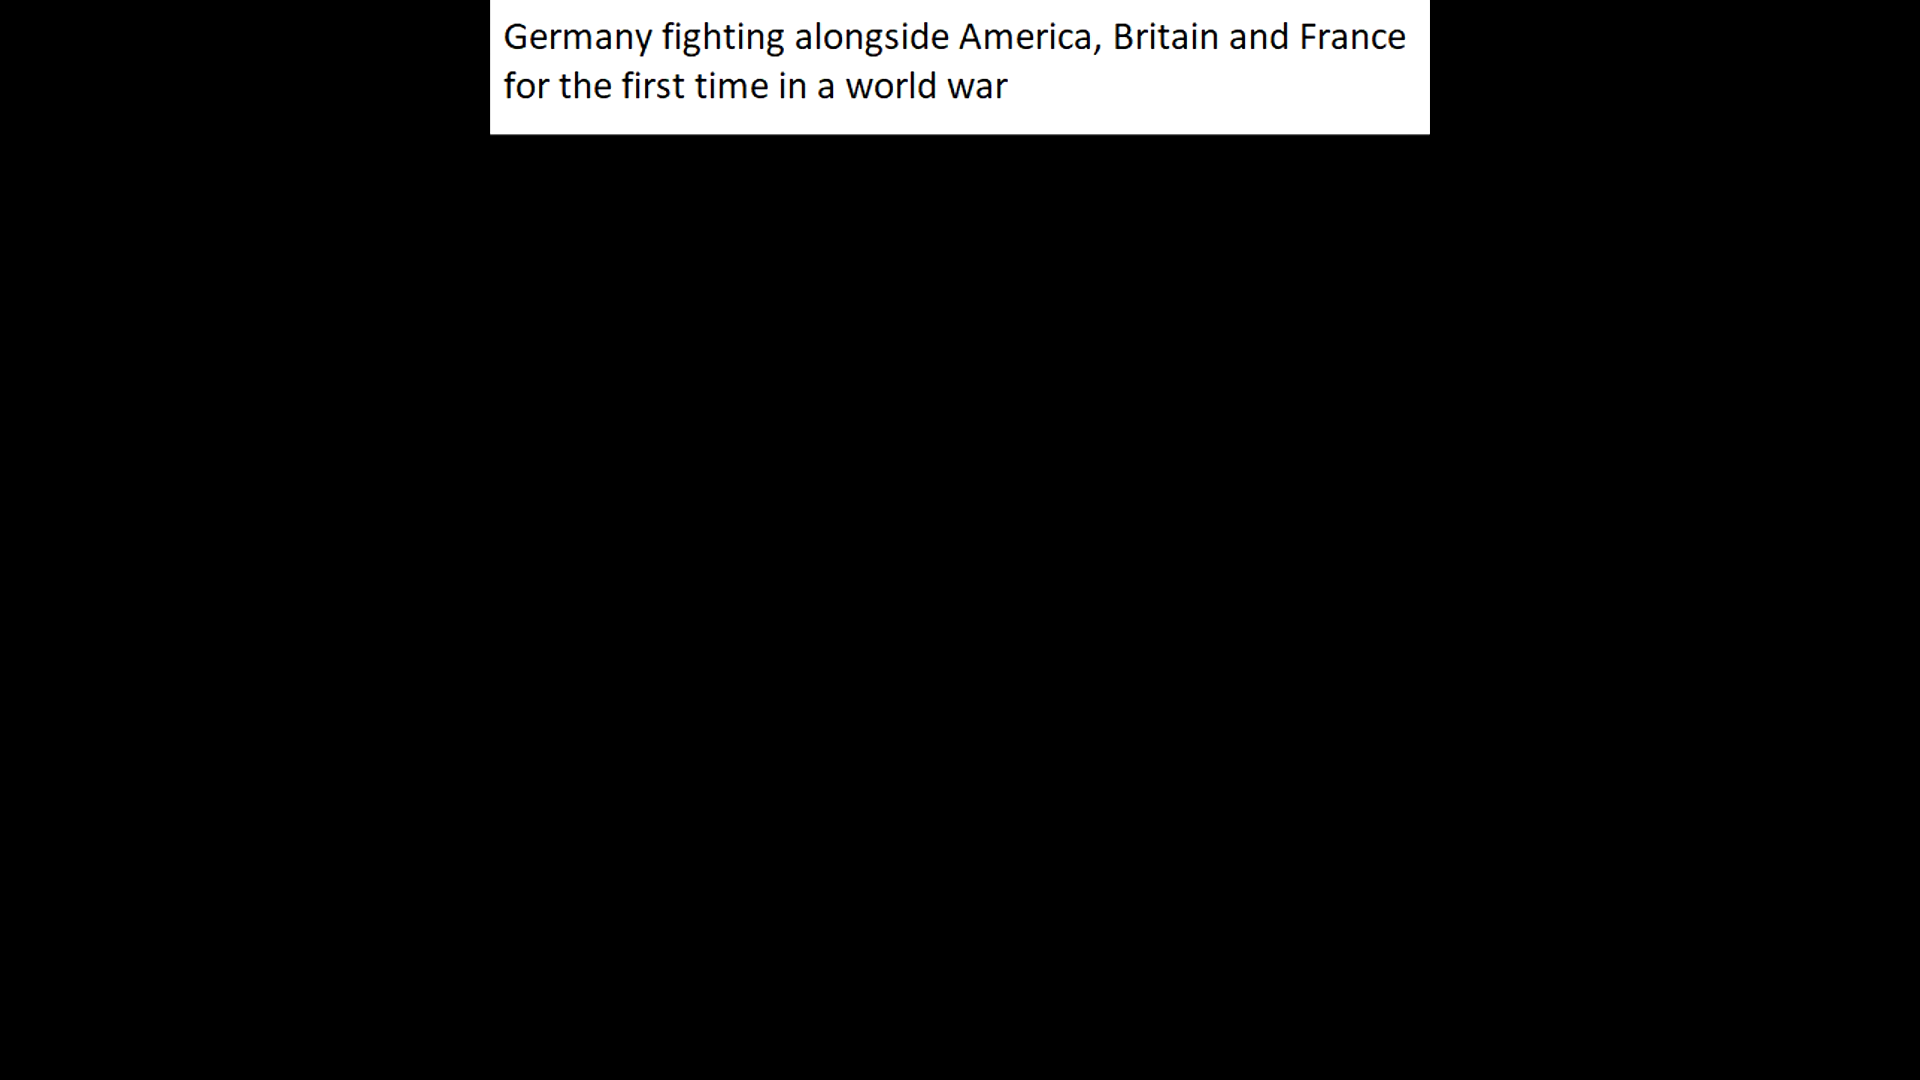 Germany fighting alongside America, Britain and France
for the first time in a world war